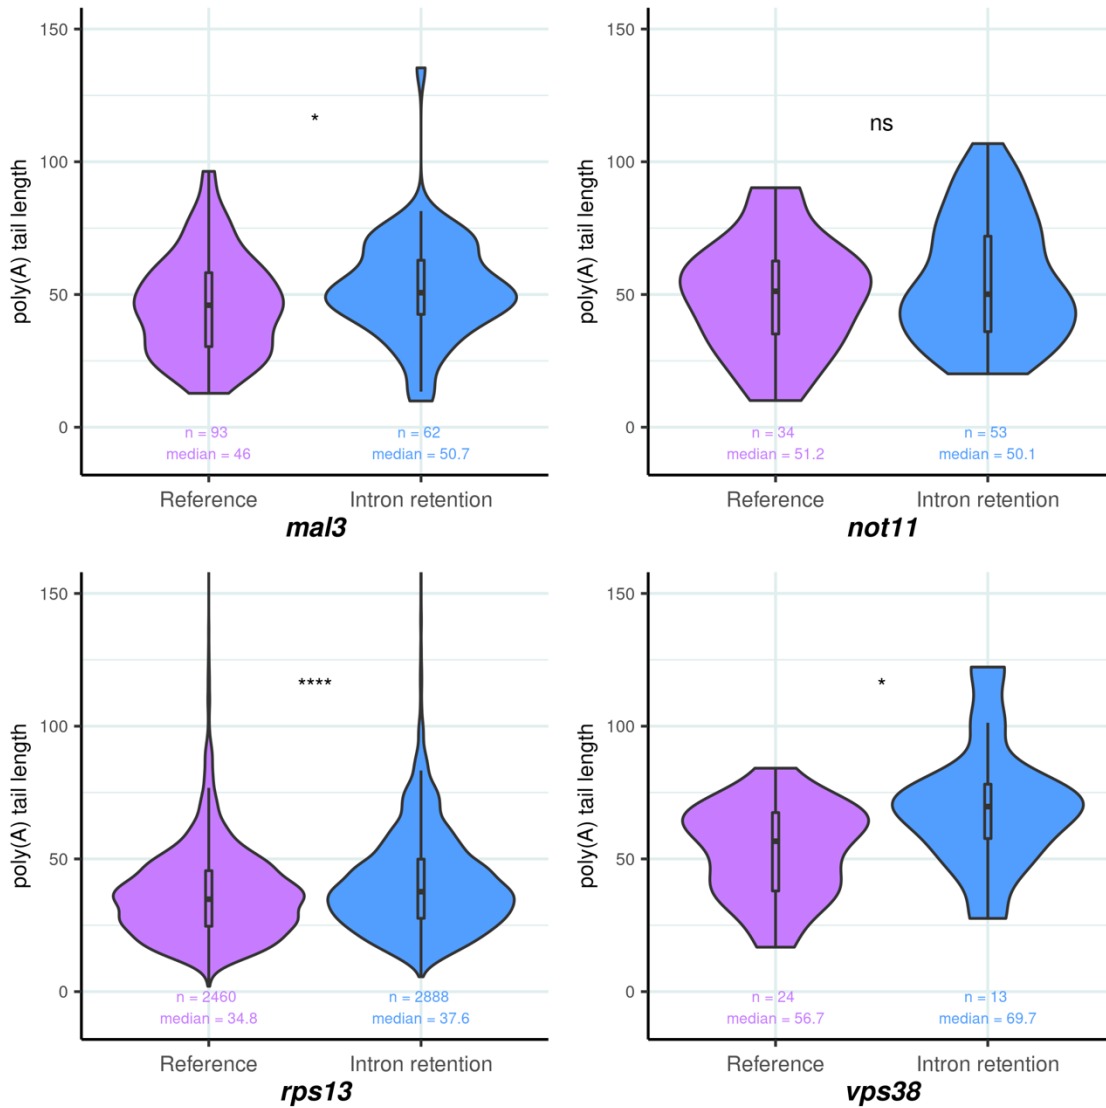 150
100
50
0
poly(A) tail length
*
n = 93
median = 46
n = 62
median = 50.7
Reference
Intron retention
mal3
150
100
50
0
poly(A) tail length
ns
n = 34
median = 51.2
n = 53
median = 50.1
Reference
Intron retention
not11
150
100
50
0
poly(A) tail length
****
n = 2460
median = 34.8
n = 2888
median = 37.6
Reference
Intron retention
rps13
150
100
50
0
poly(A) tail length
*
n = 24
median = 56.7
n = 13
median = 69.7
Reference
Intron retention
vps38